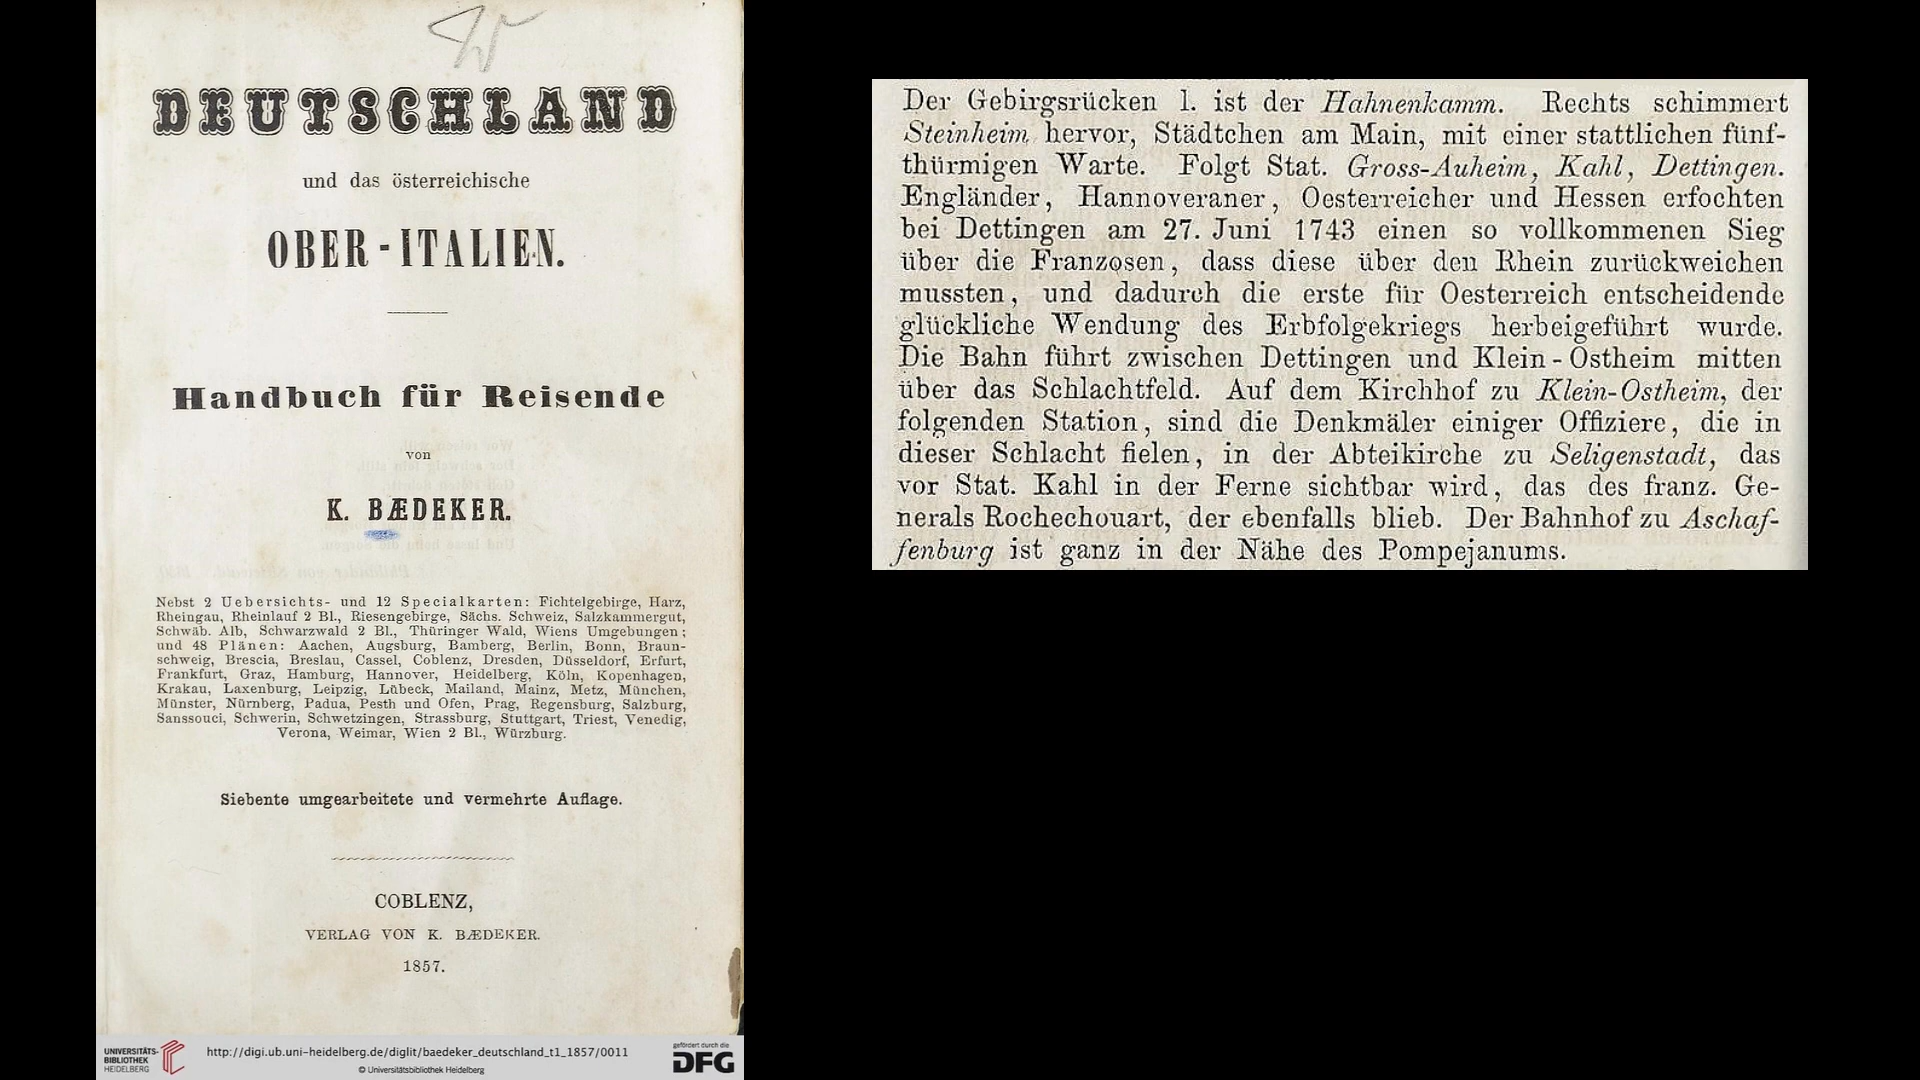 DEUTSCHLAND
und das österreichische
OBER-ITALIEN.
Handbuch für Reisende
von
K. BÆDEKER.
Nebst 2 Uebersichts- und 12 Specialkarten: Fichtelgebirge, Harz,
Rheingau, Rheinlauf 2 Bl., Riesengebirge, Sächs. Schweiz, Salzkammergut,
Schwäb. Alb, Schwarzwald 2 Bl., Thüringer Wald, Wiens Umgebungen;
und 48 Plänen: Aachen, Augsburg, Bamberg, Berlin, Bonn, Braun-
schweig, Brescia, Breslau, Cassel, Coblenz, Dresden, Düsseldorf, Erfurt,
Frankfurt, Graz, Hamburg, Hannover, Heidelberg, Köln, Kopenhagen,
Krakau, Laxenburg, Leipzig, Lübeck, Mailand, Mainz, Metz, München,
Münster, Nürnberg, Padua, Pesth und Ofen, Prag, Regensburg, Salzburg,
Sanssouci, Schwerin, Schwetzingen, Strassburg, Stuttgart, Triest, Venedig,
Verona, Weimar, Wien 2 Bl., Würzburg.
Siebente umgearbeitete und vermehrte Auflage.
COBLENZ,
VERLAG VON K. BÆDEKER.
1857.
UNIVERSITÄTS-
BIBLIOTHEK
HEIDELBERG
http://digi.ub.uni-heidelberg.de/diglit/baedeker_deutschland_t1_1857/0011
© Universitätsbibliothek Heidelberg
gefördert durch die
DFG
Der Gebirgsrücken l. ist der Hahnenkamm. Rechts schimmert
Steinheim hervor, Städtchen am Main, mit einer stattlichen fünf-
thürmigen Warte. Folgt Stat. Gross-Auheim, Kahl, Dettingen.
Engländer, Hannoveraner, Oesterreicher und Hessen erfochten
bei Dettingen am 27. Juni 1743 einen so vollkommenen Sieg
über die Franzosen, dass diese über den Rhein zurückweichen
mussten, und dadurch die erste für Oesterreich entscheidende
glückliche Wendung des Erbfolgekriegs herbeigeführt wurde.
Die Bahn führt zwischen Dettingen und Klein-Ostheim mitten
über das Schlachtfeld. Auf dem Kirchhof zu Klein-Ostheim, der
folgenden Station, sind die Denkmäler einiger Offiziere, die in
dieser Schlacht fielen, in der Abteikirche zu Seligenstadt, das
vor Stat. Kahl in der Ferne sichtbar wird, das des franz. Ge-
nerals Rochechouart, der ebenfalls blieb. Der Bahnhof zu Aschaf-
fenburg ist ganz in der Nähe des Pompejanums.